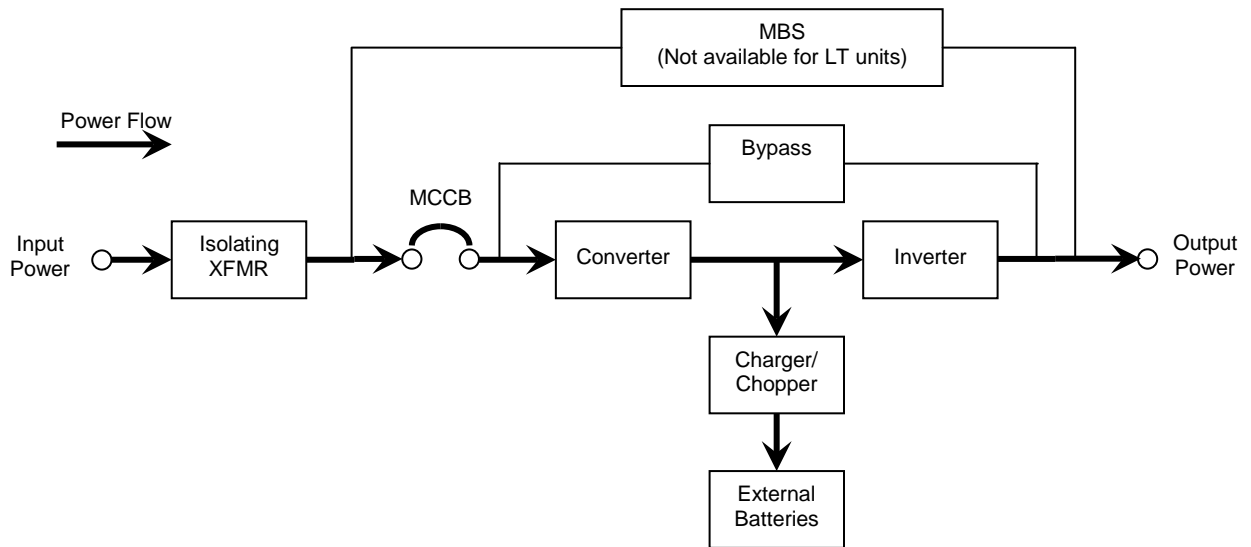 MBS
(Not available for LT units)
Power Flow
Bypass
MCCB
Input
Power
Isolating
XFMR
Converter
Inverter
Output
Power
Charger/
Chopper
External
Batteries